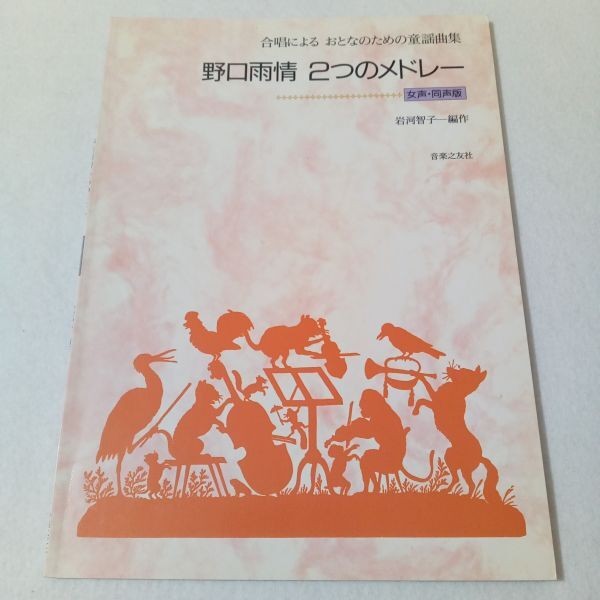 合唱による おとなのための童謡曲集
野口雨情 2つのメドレー
女声・同声版
岩河智子―編作
音楽之友社